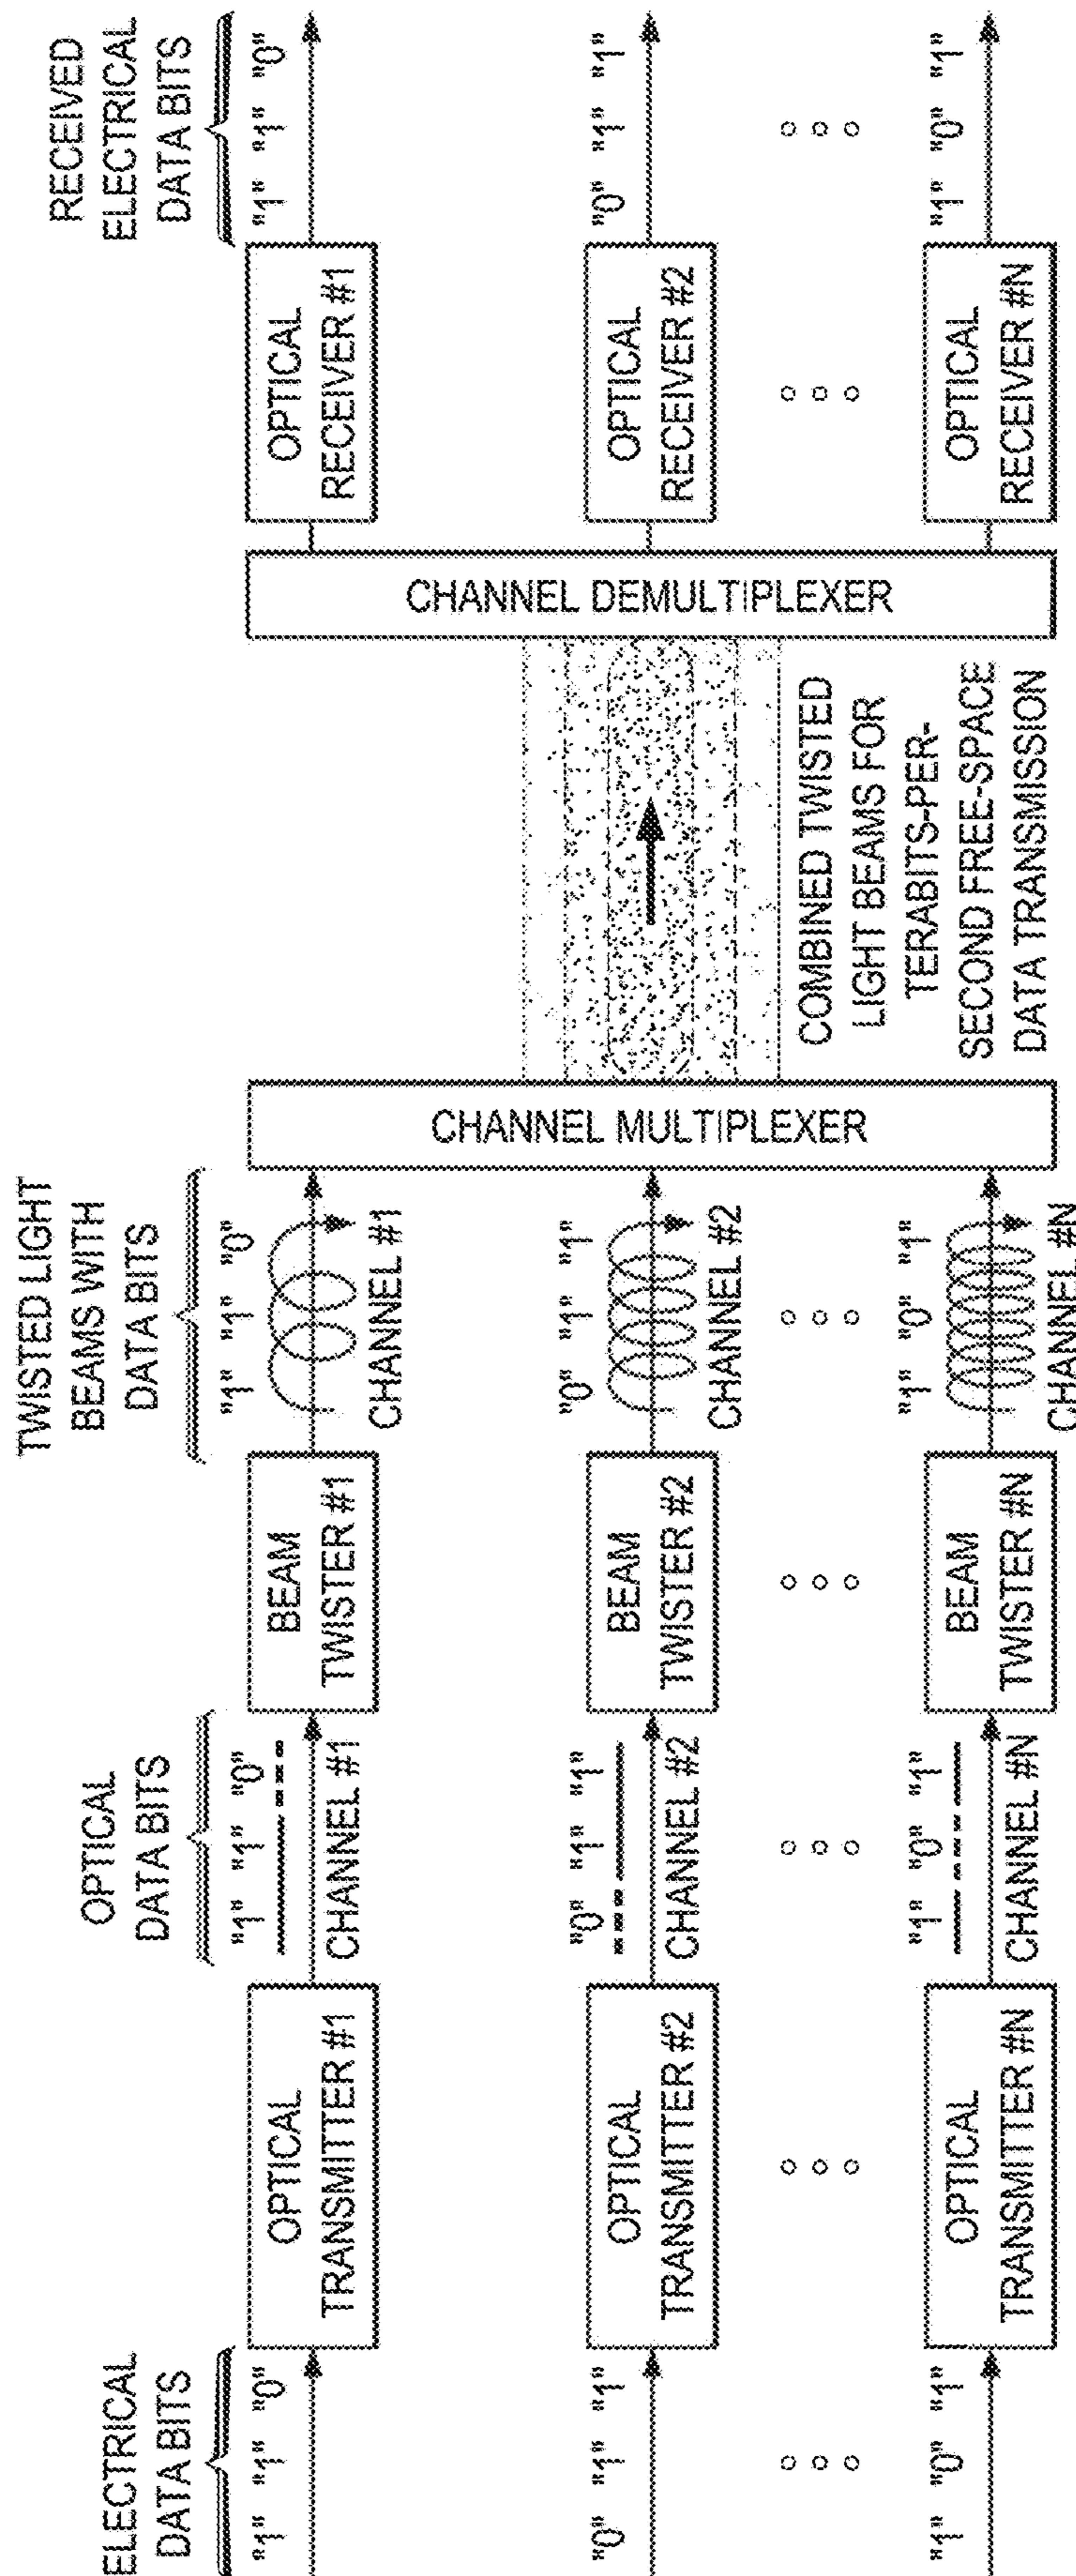 ELECTRICAL
DATA BITS
"1" "1" "0"
"0" "1" "1"
"1" "0" "1"
OPTICAL
TRANSMITTER #1
OPTICAL
TRANSMITTER #2
OPTICAL
TRANSMITTER #N
OPTICAL
DATA BITS
"1" "1" "0"
CHANNEL #1
"0" "1" "1"
CHANNEL #2
"1" "0" "1"
CHANNEL #N
BEAM
TWISTER #1
BEAM
TWISTER #2
BEAM
TWISTER #N
TWISTED LIGHT
BEAMS WITH
DATA BITS
"1" "1" "0"
CHANNEL #1
"0" "1" "1"
CHANNEL #2
"1" "0" "1"
CHANNEL #N
CHANNEL MULTIPLEXER
COMBINED TWISTED
LIGHT BEAMS FOR
TERABITS-PER-
SECOND FREE-SPACE
DATA TRANSMISSION
CHANNEL DEMULTIPLEXER
OPTICAL
RECEIVER #1
OPTICAL
RECEIVER #2
OPTICAL
RECEIVER #N
RECEIVED
ELECTRICAL
DATA BITS
"1" "1" "0"
"0" "1" "1"
"1" "0" "1"